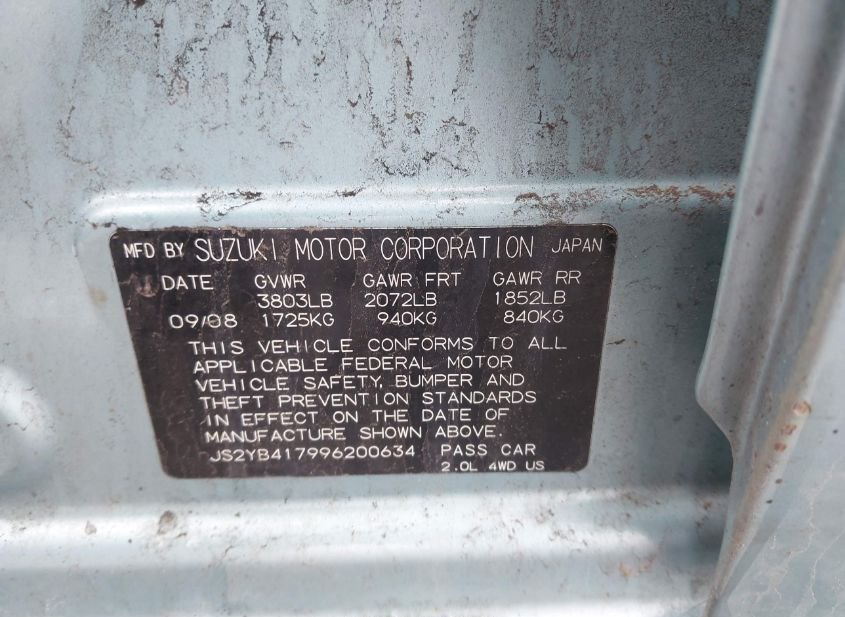 MFD BY SUZUKI MOTOR CORPORATION JAPAN
DATE GVWR GAWR FRT GAWR RR
3803LB 2072LB 1852LB
09/08 1725KG 940KG 840KG
THIS VEHICLE CONFORMS TO ALL
APPLICABLE FEDERAL MOTOR
VEHICLE SAFETY, BUMPER AND
THEFT PREVENTION STANDARDS
IN EFFECT ON THE DATE OF
MANUFACTURE SHOWN ABOVE.
JS2YB417996200634 PASS CAR
2.0L 4WD US